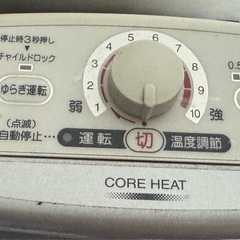 停止時3秒押し
チャイルドロック
ゆらぎ運転
(点滅)
自動停止…
1 2 3 4 5 6 7 8 9 10
弱 強
運転 切 温度調節
0.5
CORE HEAT